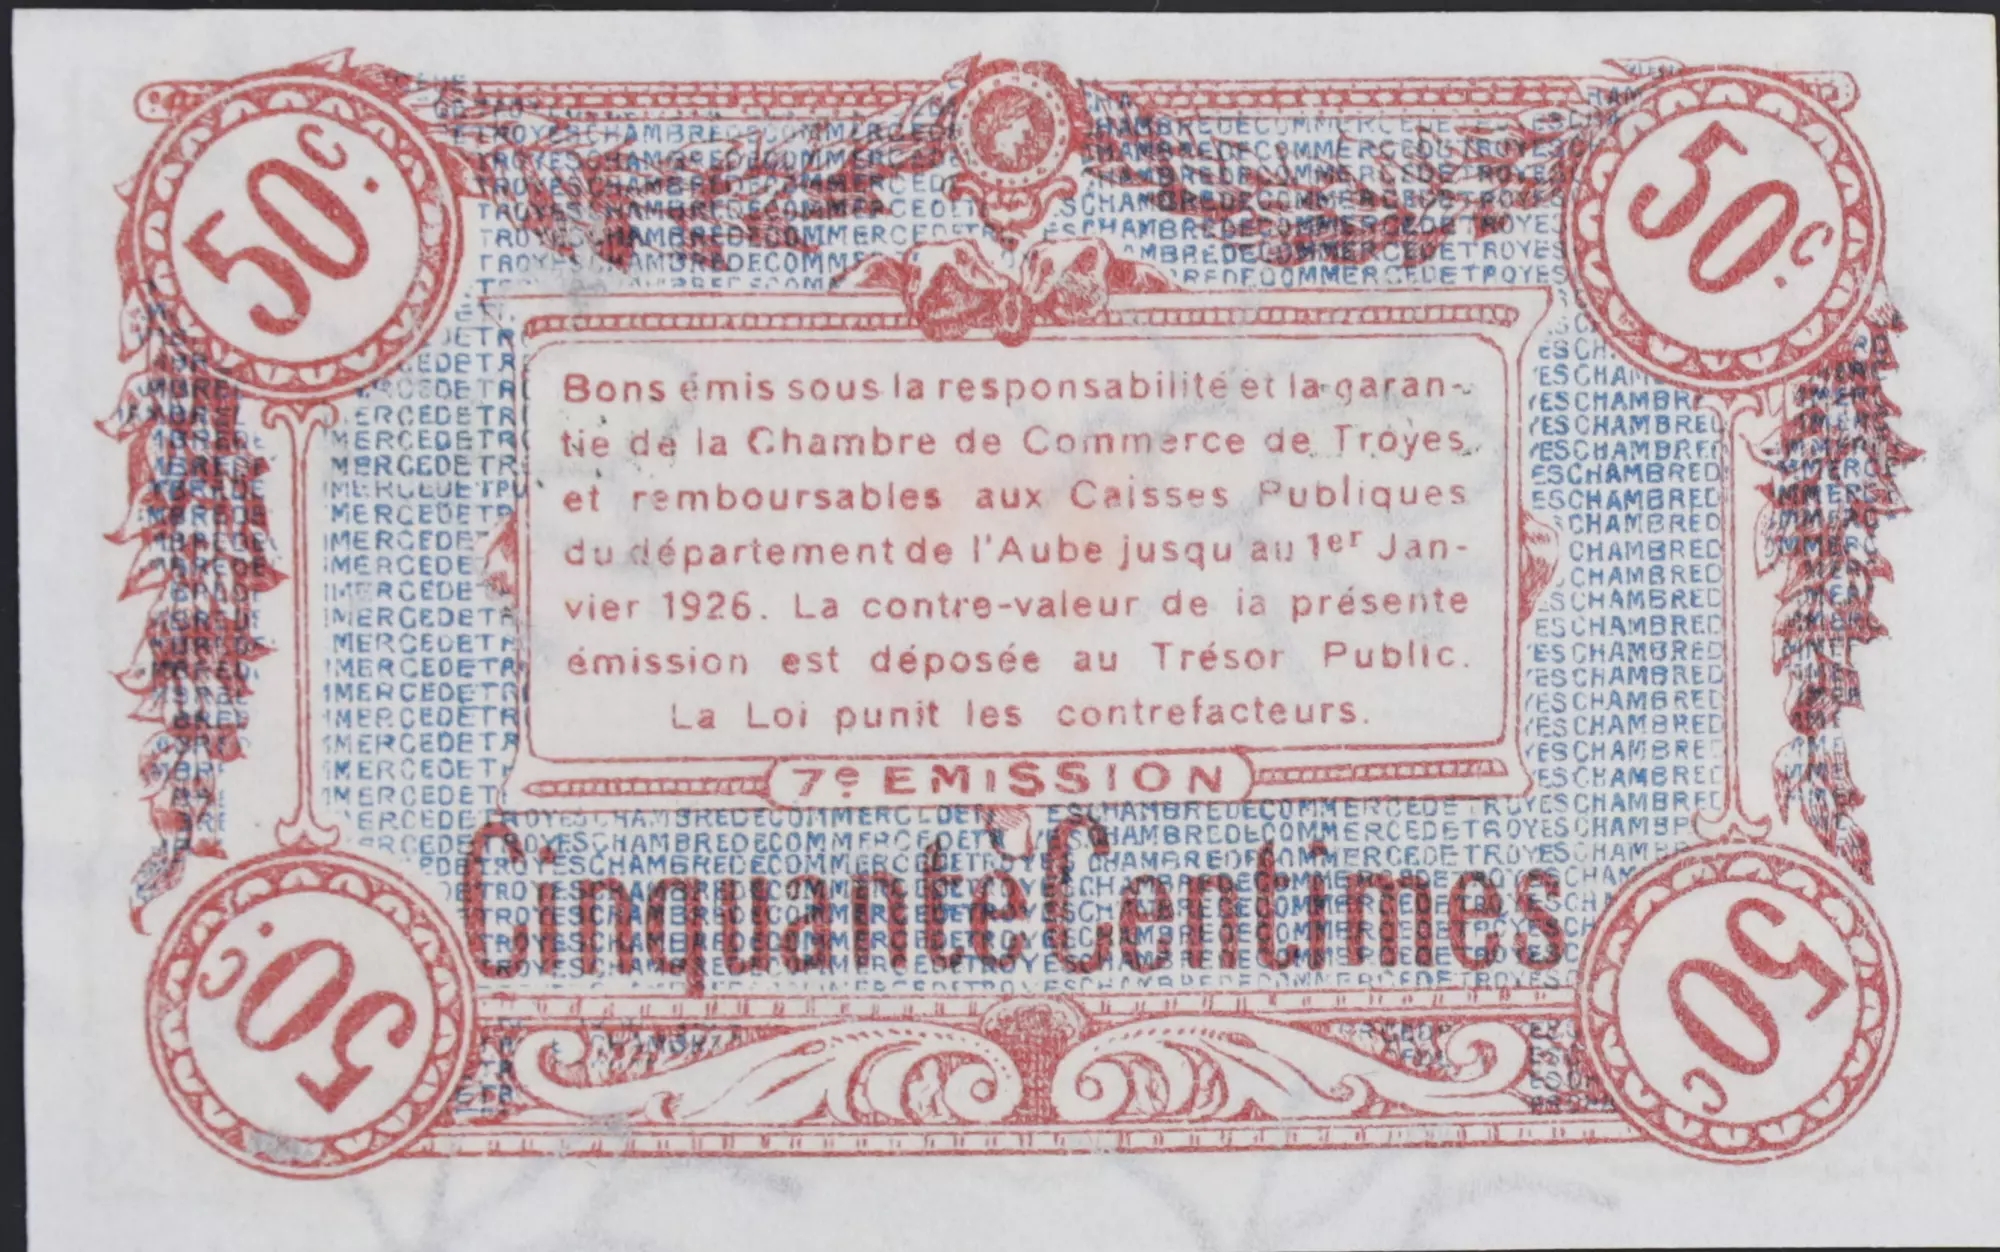 50c.
50c.
Bons émis sous la responsabilité et la garan-
tie de la Chambre de Commerce de Troyes
et remboursables aux Caisses Publiques
du département de l'Aube jusqu'au 1er Jan-
vier 1926. La contre-valeur de la présente
émission est déposée au Trésor Public.
La Loi punit les contrefacteurs.
7e EMISSION
Cinquante Centimes
50c.
50c